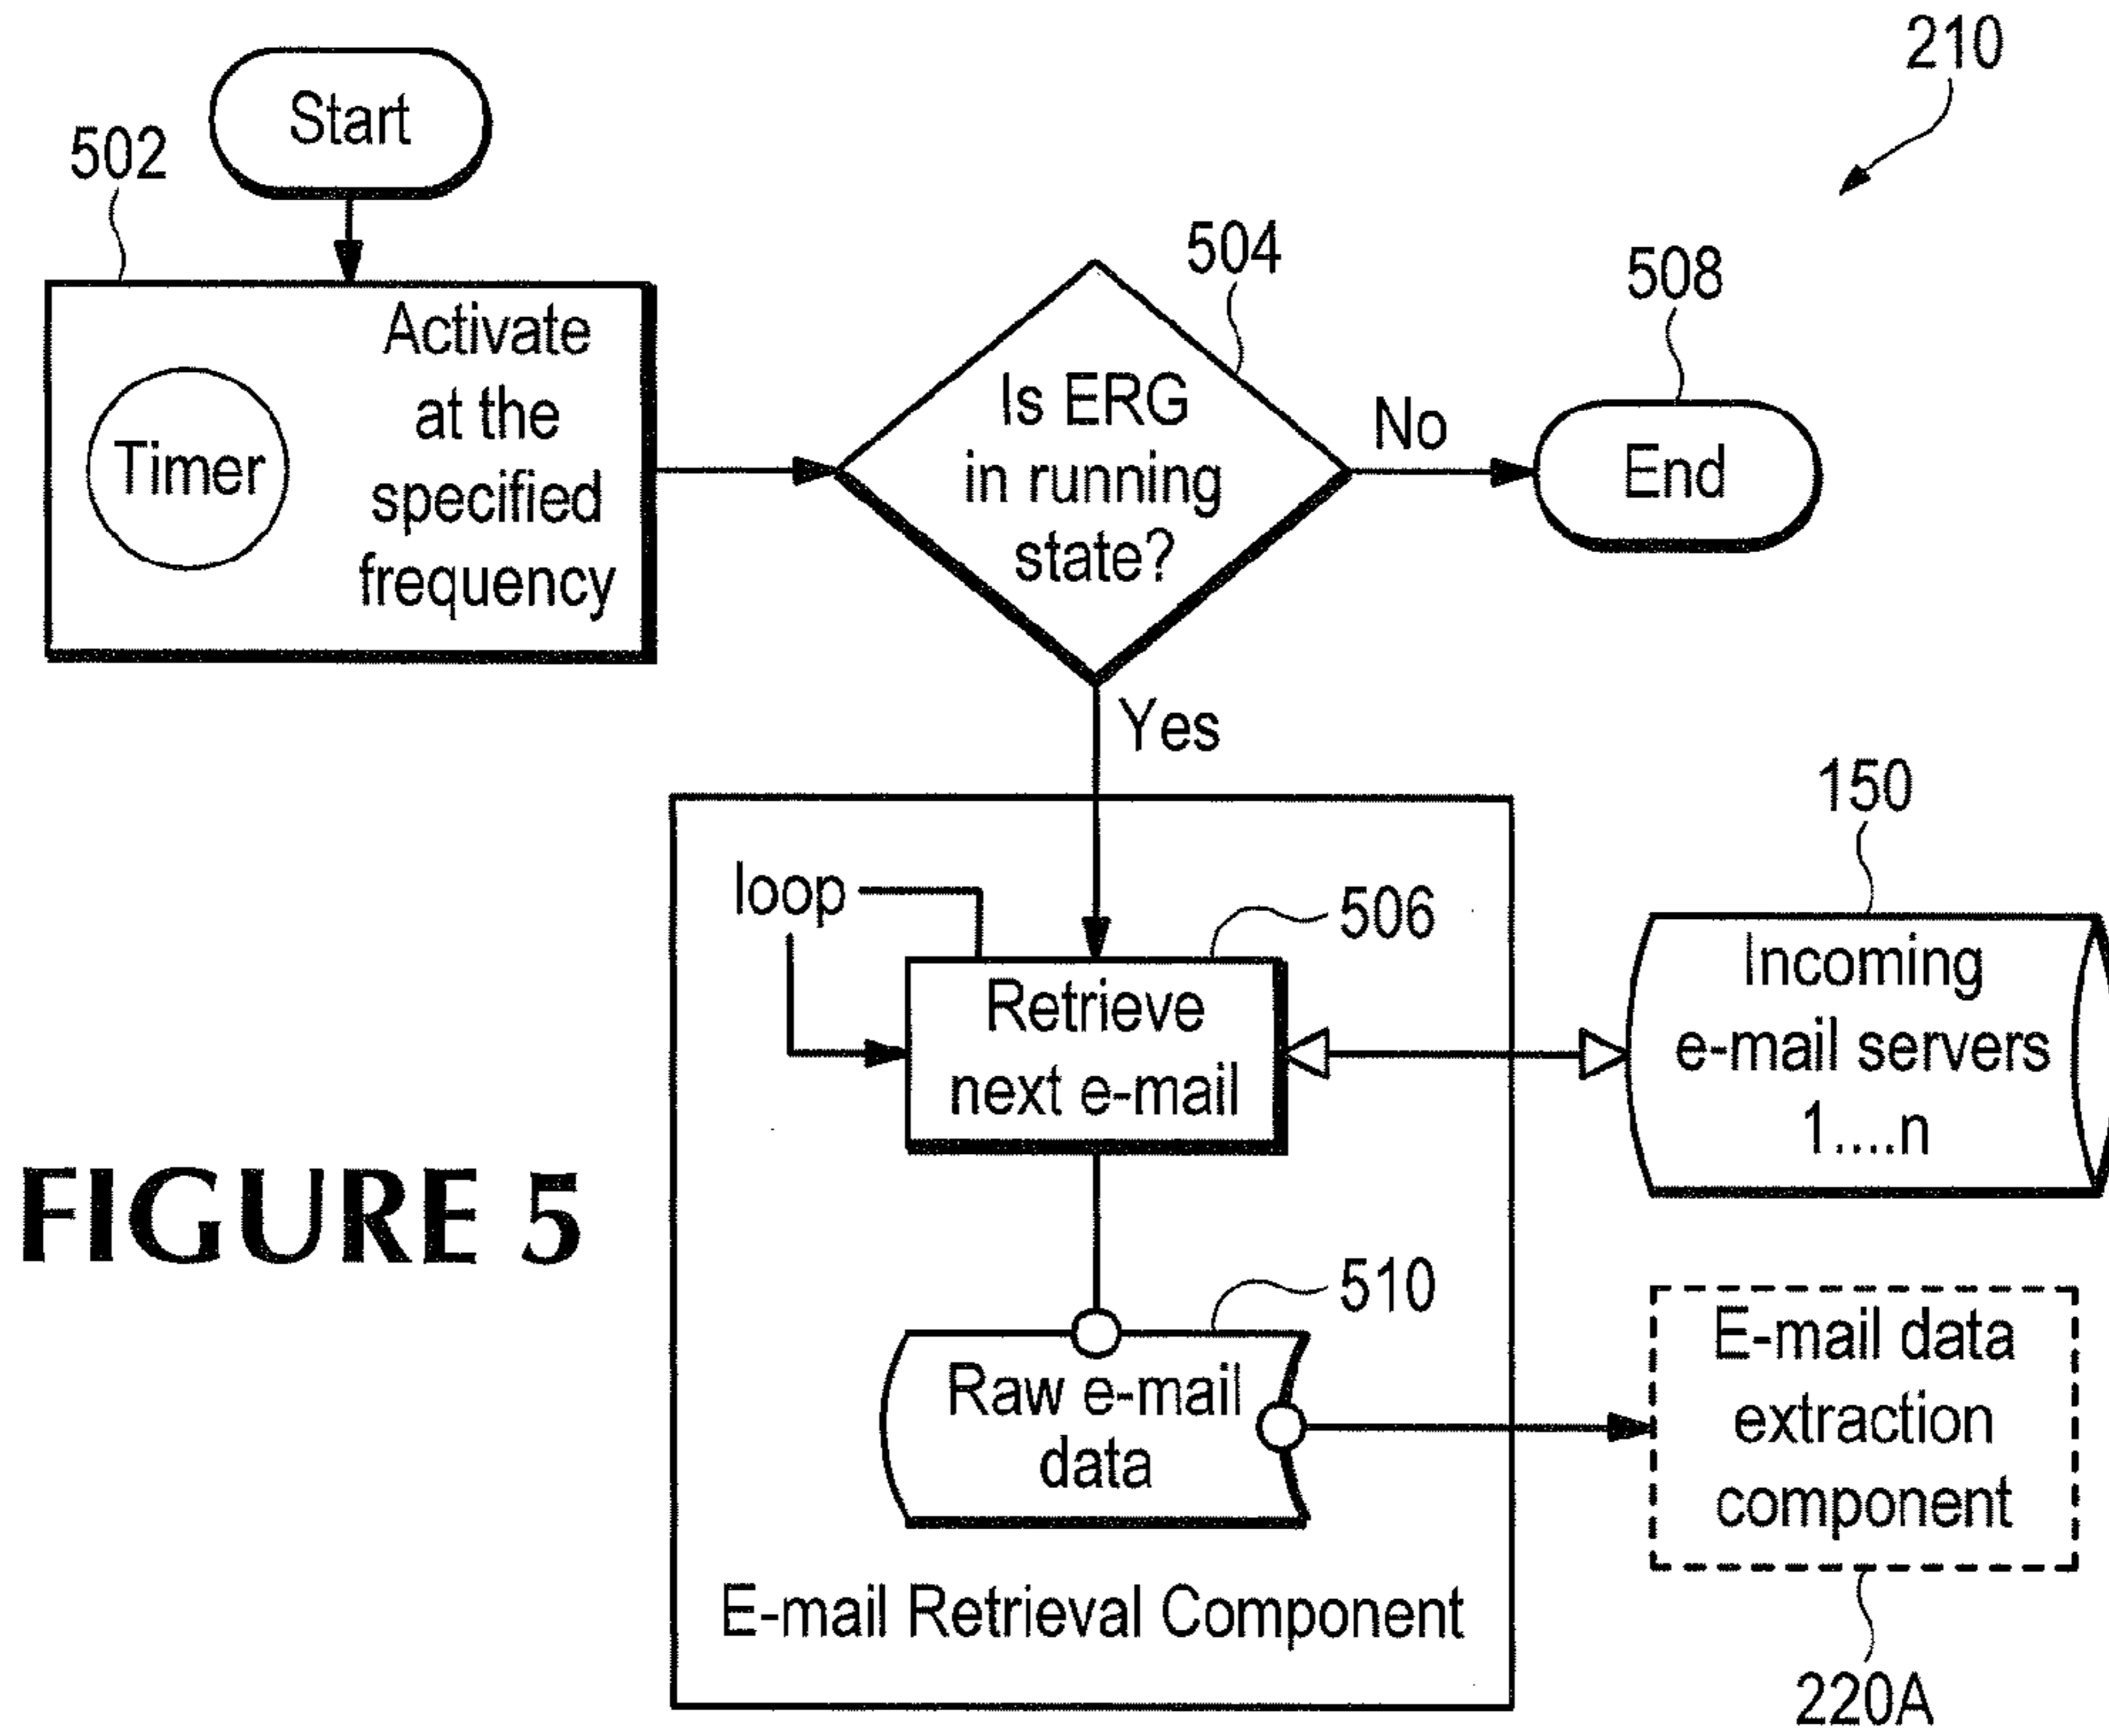 210
Start
502
Timer
Activate
at the
specified
frequency
504
Is ERG
in running
state?
No
508
End
Yes
loop
506
Retrieve
next e-mail
150
Incoming
e-mail servers
1....n
FIGURE 5
510
Raw e-mail
data
E-mail data
extraction
component
E-mail Retrieval Component
220A